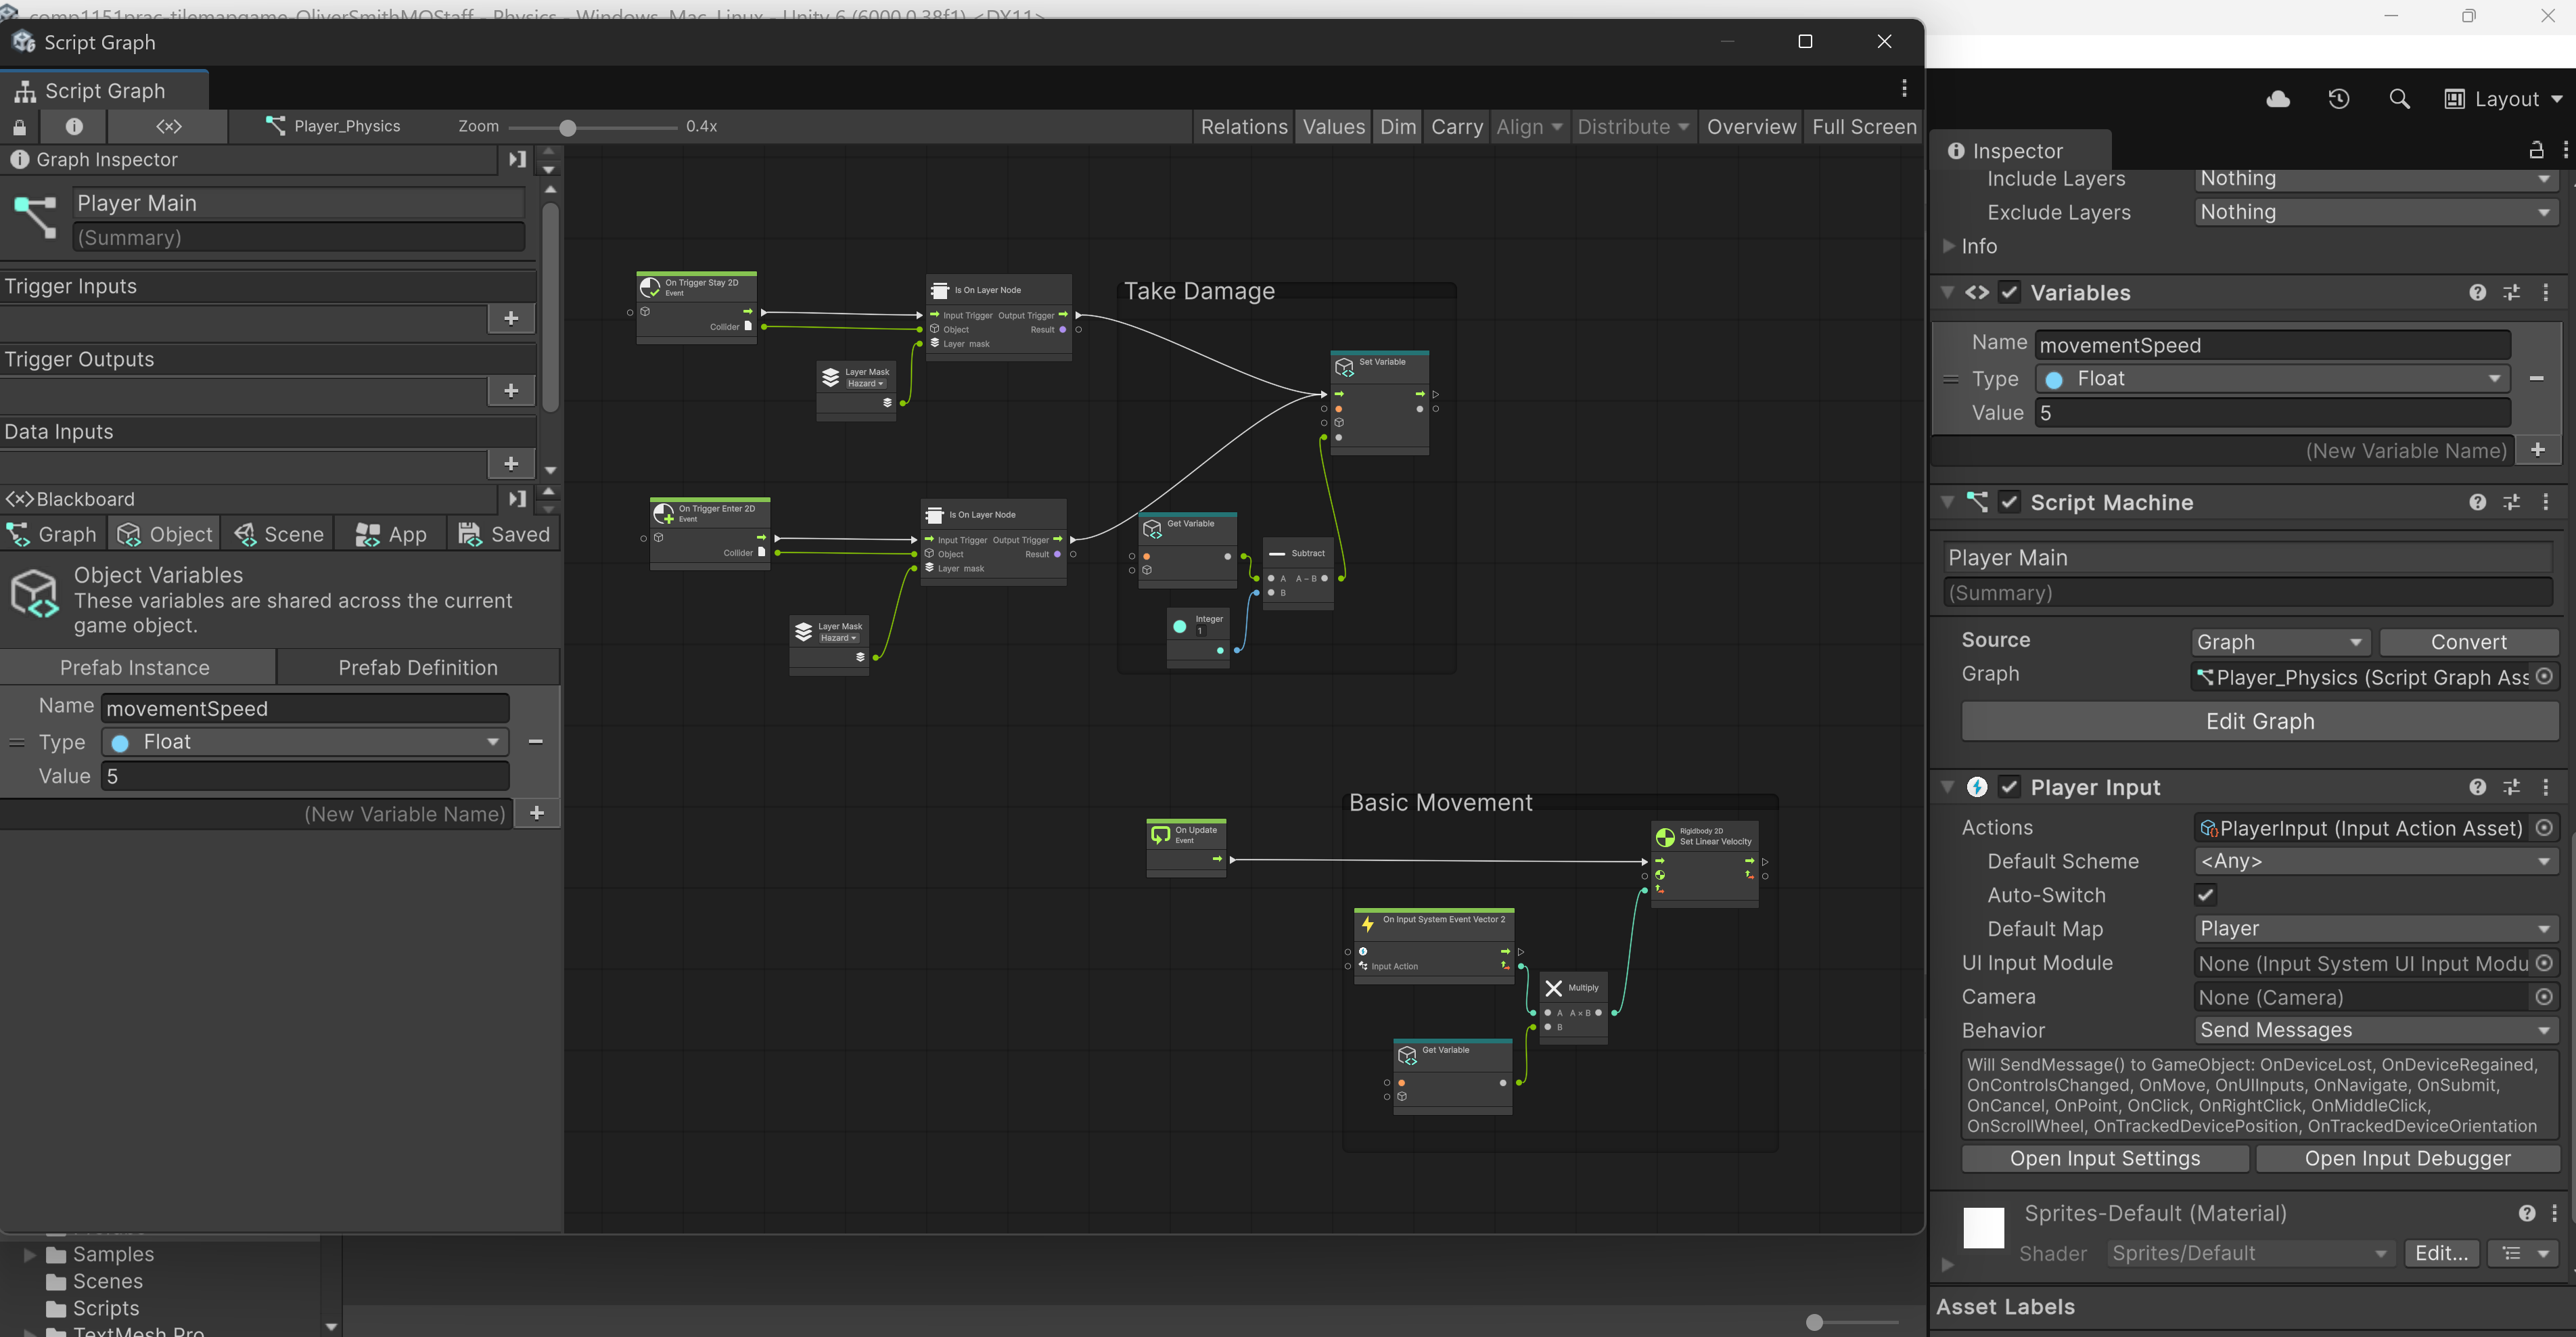 comp1151prac-tilemapgame-OliverSmithMQStaff - Physics - Windows, Mac, Linux - Unity 6 (6000.0.38f1) <DX11>
Script Graph
Script Graph
Player_Physics
Zoom
0.4x
Relations
Values
Dim
Carry
Align
Distribute
Overview
Full Screen
Graph Inspector
Player Main
(Summary)
Trigger Inputs
Trigger Outputs
Data Inputs
Blackboard
Graph
Object
Scene
App
Saved
Object Variables
These variables are shared across the current
game object.
Prefab Instance
Prefab Definition
Name movementSpeed
Type Float
Value 5
(New Variable Name)
On Trigger Stay 2D
Event
Collider
Is On Layer Node
Input Trigger Output Trigger
Object Result
Layer mask
Layer Mask
Hazard
Take Damage
Set Variable
On Trigger Enter 2D
Event
Collider
Is On Layer Node
Input Trigger Output Trigger
Object Result
Layer mask
Layer Mask
Hazard
Get Variable
Subtract
A A − B
B
Integer
1
Basic Movement
On Update
Event
Rigidbody 2D
Set Linear Velocity
On Input System Event Vector 2
Input Action
Multiply
A A × B
B
Get Variable
Samples
Scenes
Scripts
TextMesh Pro
Layout
Inspector
Include Layers Nothing
Exclude Layers Nothing
Info
Variables
Name movementSpeed
Type Float
Value 5
(New Variable Name)
Script Machine
Player Main
(Summary)
Source Graph Convert
Graph Player_Physics (Script Graph Ass
Edit Graph
Player Input
Actions PlayerInput (Input Action Asset)
Default Scheme <Any>
Auto-Switch
Default Map Player
UI Input Module None (Input System UI Input Modu
Camera None (Camera)
Behavior Send Messages
Will SendMessage() to GameObject: OnDeviceLost, OnDeviceRegained,
OnControlsChanged, OnMove, OnUIInputs, OnNavigate, OnSubmit,
OnCancel, OnPoint, OnClick, OnRightClick, OnMiddleClick,
OnScrollWheel, OnTrackedDevicePosition, OnTrackedDeviceOrientation
Open Input Settings
Open Input Debugger
Sprites-Default (Material)
Shader Sprites/Default Edit...
Asset Labels